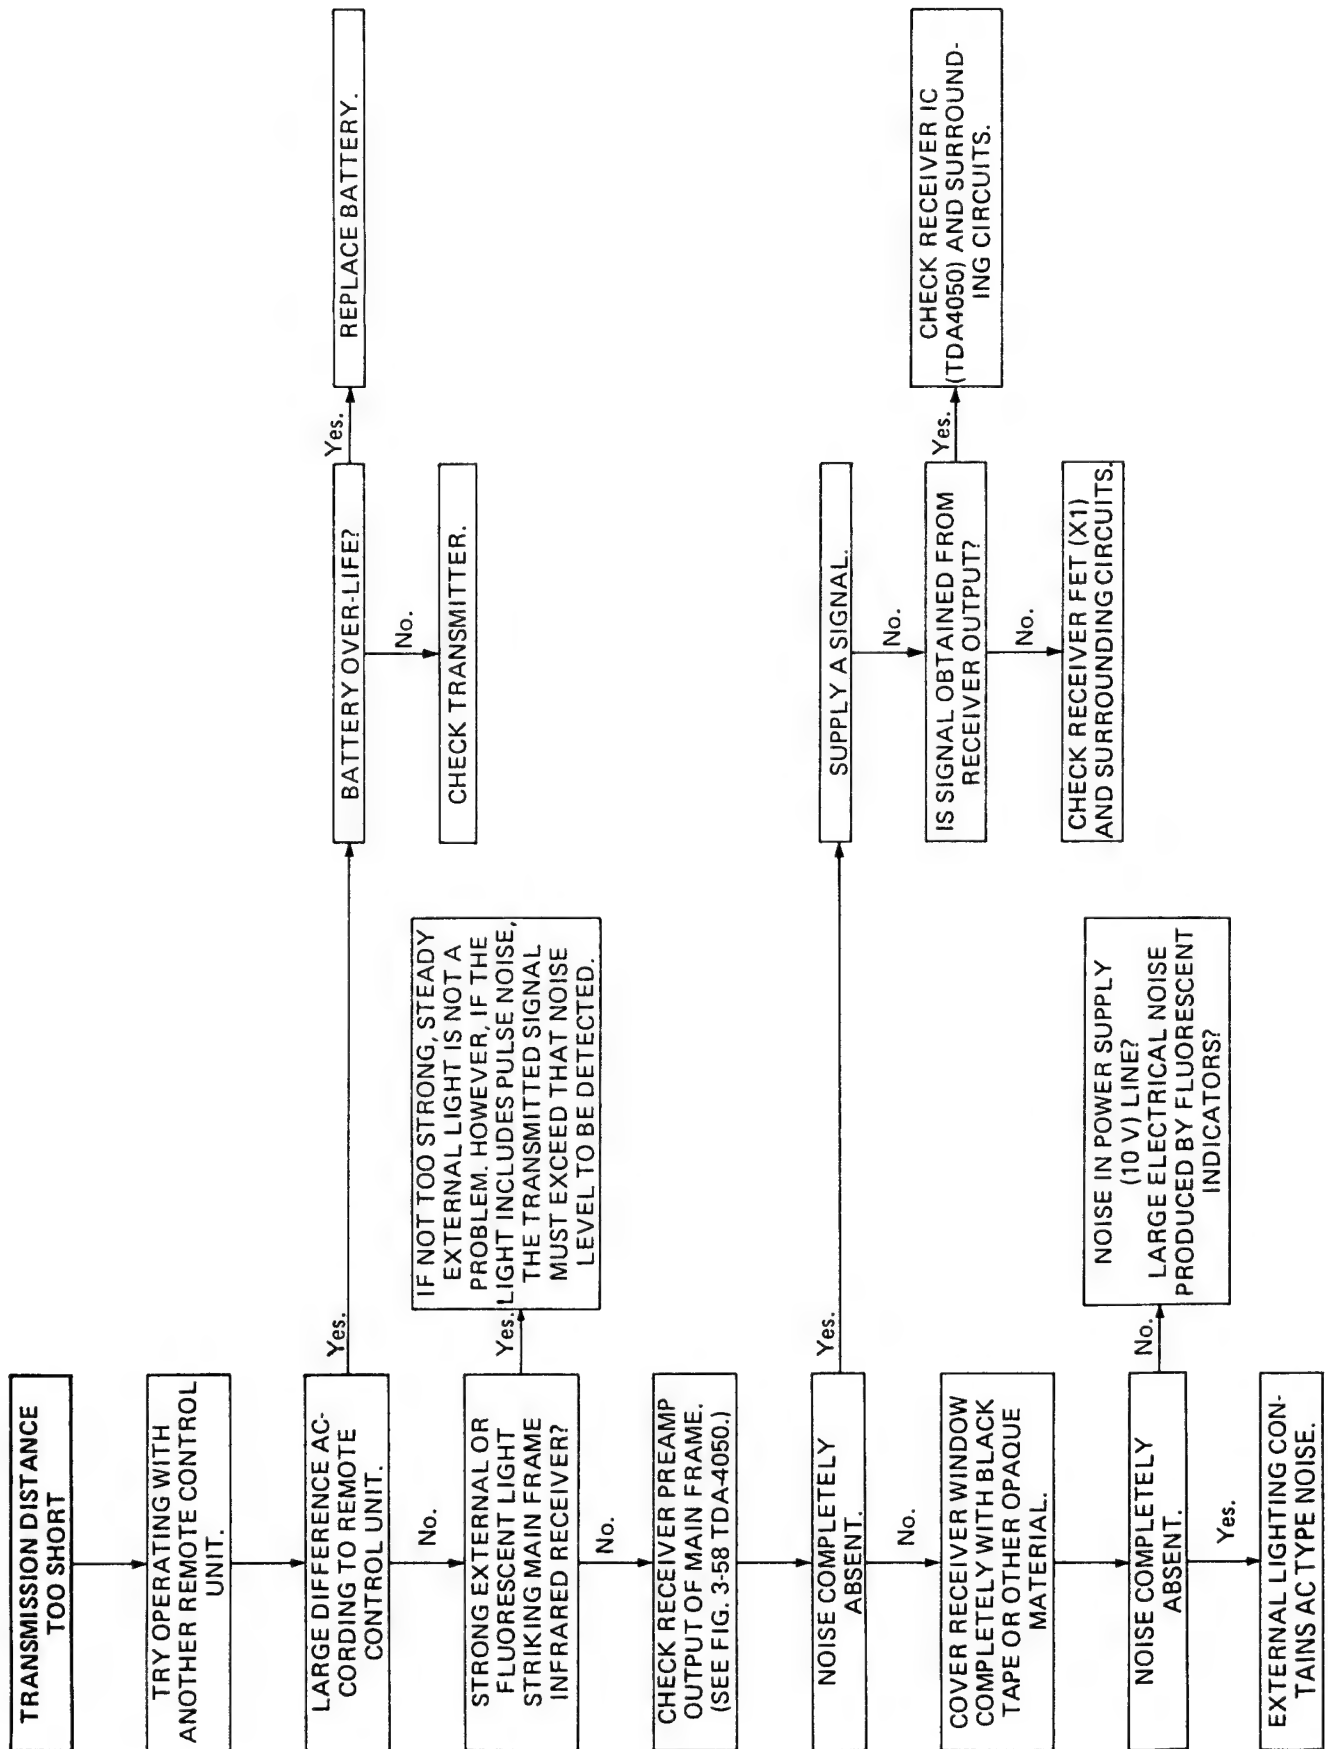 TRANSMISSION DISTANCE
TOO SHORT
TRY OPERATING WITH
ANOTHER REMOTE CONTROL
UNIT.
LARGE DIFFERENCE AC-
CORDING TO REMOTE
CONTROL UNIT.
Yes.
BATTERY OVER-LIFE?
Yes.
REPLACE BATTERY.
No.
CHECK TRANSMITTER.
No.
STRONG EXTERNAL OR
FLUORESCENT LIGHT
STRIKING MAIN FRAME
INFRARED RECEIVER?
Yes.
IF NOT TOO STRONG, STEADY
EXTERNAL LIGHT IS NOT A
PROBLEM. HOWEVER, IF THE
LIGHT INCLUDES PULSE NOISE,
THE TRANSMITTED SIGNAL
MUST EXCEED THAT NOISE
LEVEL TO BE DETECTED.
No.
CHECK RECEIVER PREAMP
OUTPUT OF MAIN FRAME.
(SEE FIG. 3-58 TDA-4050.)
NOISE COMPLETELY
ABSENT.
Yes.
SUPPLY A SIGNAL.
No.
IS SIGNAL OBTAINED FROM
RECEIVER OUTPUT?
Yes.
CHECK RECEIVER IC
(TDA4050) AND SURROUND-
ING CIRCUITS.
No.
CHECK RECEIVER FET (X1)
AND SURROUNDING CIRCUITS.
No.
COVER RECEIVER WINDOW
COMPLETELY WITH BLACK
TAPE OR OTHER OPAQUE
MATERIAL.
NOISE COMPLETELY
ABSENT.
No.
NOISE IN POWER SUPPLY
(10 V) LINE?
LARGE ELECTRICAL NOISE
PRODUCED BY FLUORESCENT
INDICATORS?
Yes.
EXTERNAL LIGHTING CON-
TAINS AC TYPE NOISE.